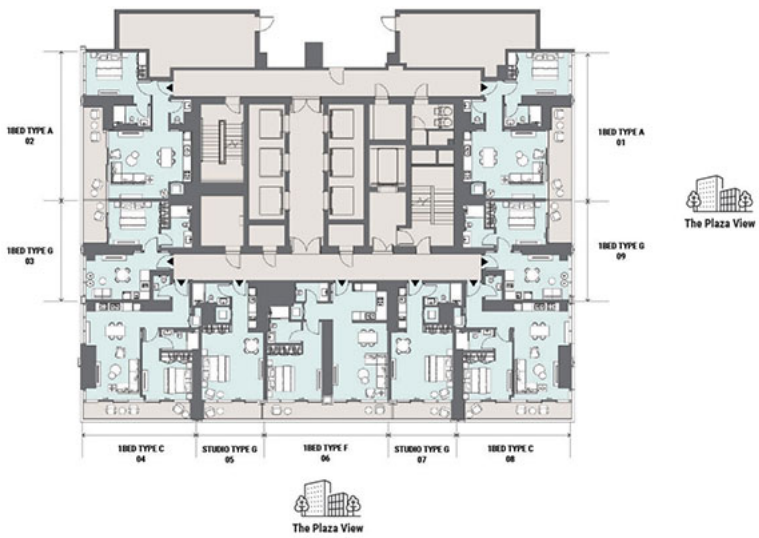 1BED TYPE A
02
1BED TYPE A
01
The Plaza View
1BED TYPE G
03
1BED TYPE G
09
1BED TYPE C
04
STUDIO TYPE G
05
1BED TYPE F
06
STUDIO TYPE G
07
1BED TYPE C
08
The Plaza View